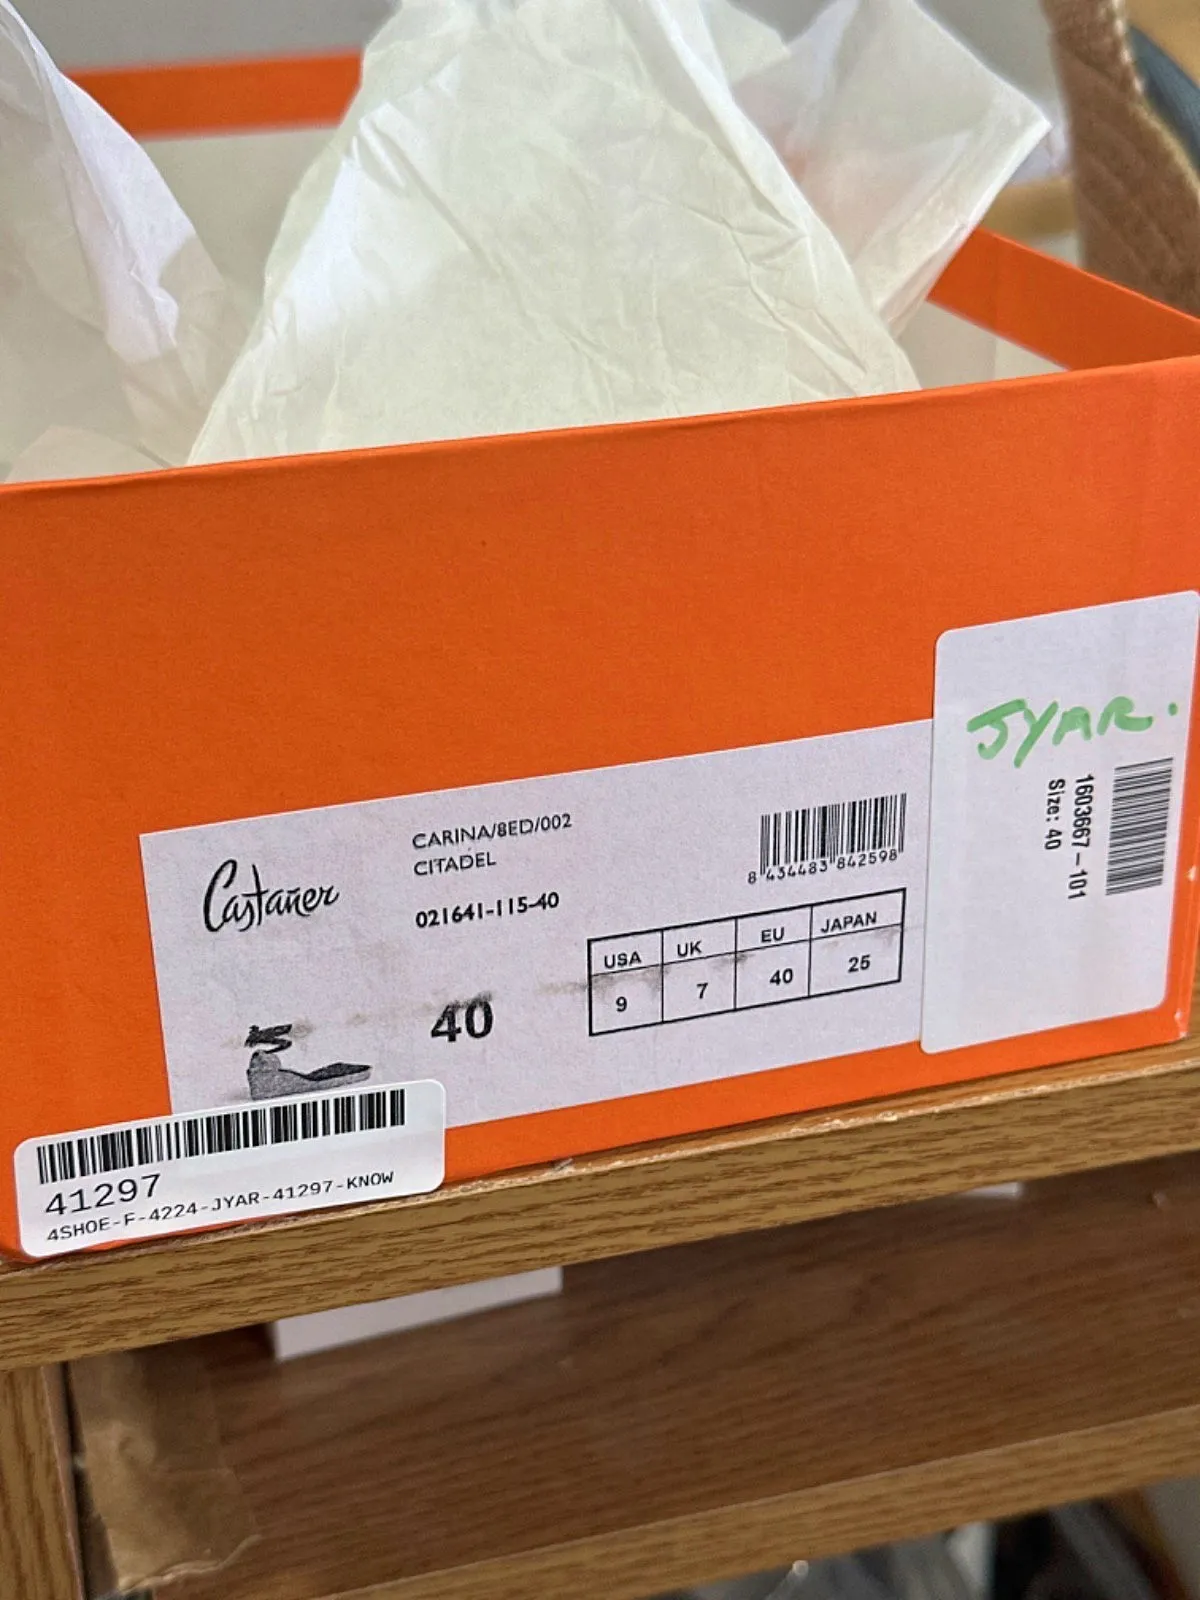 JYAR.
1603667-101
Size: 40
Castañer
CARINA/8ED/002
CITADEL
021641-115-40
8 434483 842598
USA UK EU JAPAN
9 7 40 25
40
41297
4SHOE-F-4224-JYAR-41297-KNOW